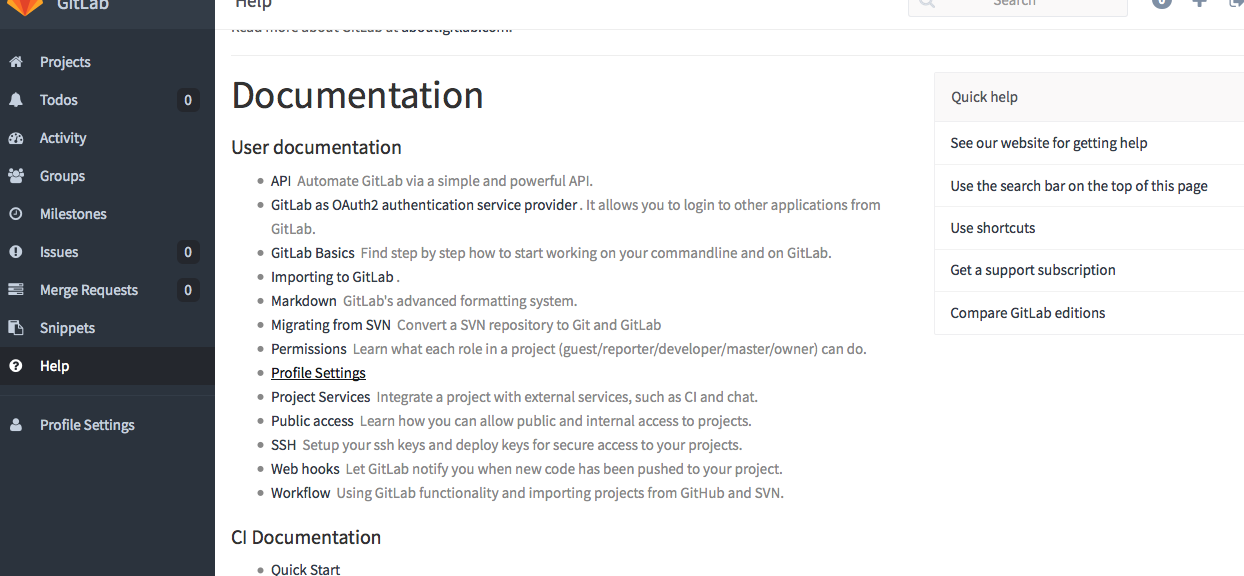 GitLab
Help
Search
0
Read more about GitLab at about.gitlab.com.
Projects
Todos 0
Activity
Groups
Milestones
Issues 0
Merge Requests 0
Snippets
Help
Profile Settings
Documentation
User documentation
API Automate GitLab via a simple and powerful API.
GitLab as OAuth2 authentication service provider . It allows you to login to other applications from
GitLab.
GitLab Basics Find step by step how to start working on your commandline and on GitLab.
Importing to GitLab .
Markdown GitLab's advanced formatting system.
Migrating from SVN Convert a SVN repository to Git and GitLab
Permissions Learn what each role in a project (guest/reporter/developer/master/owner) can do.
Profile Settings
Project Services Integrate a project with external services, such as CI and chat.
Public access Learn how you can allow public and internal access to projects.
SSH Setup your ssh keys and deploy keys for secure access to your projects.
Web hooks Let GitLab notify you when new code has been pushed to your project.
Workflow Using GitLab functionality and importing projects from GitHub and SVN.
CI Documentation
Quick Start
Quick help
See our website for getting help
Use the search bar on the top of this page
Use shortcuts
Get a support subscription
Compare GitLab editions